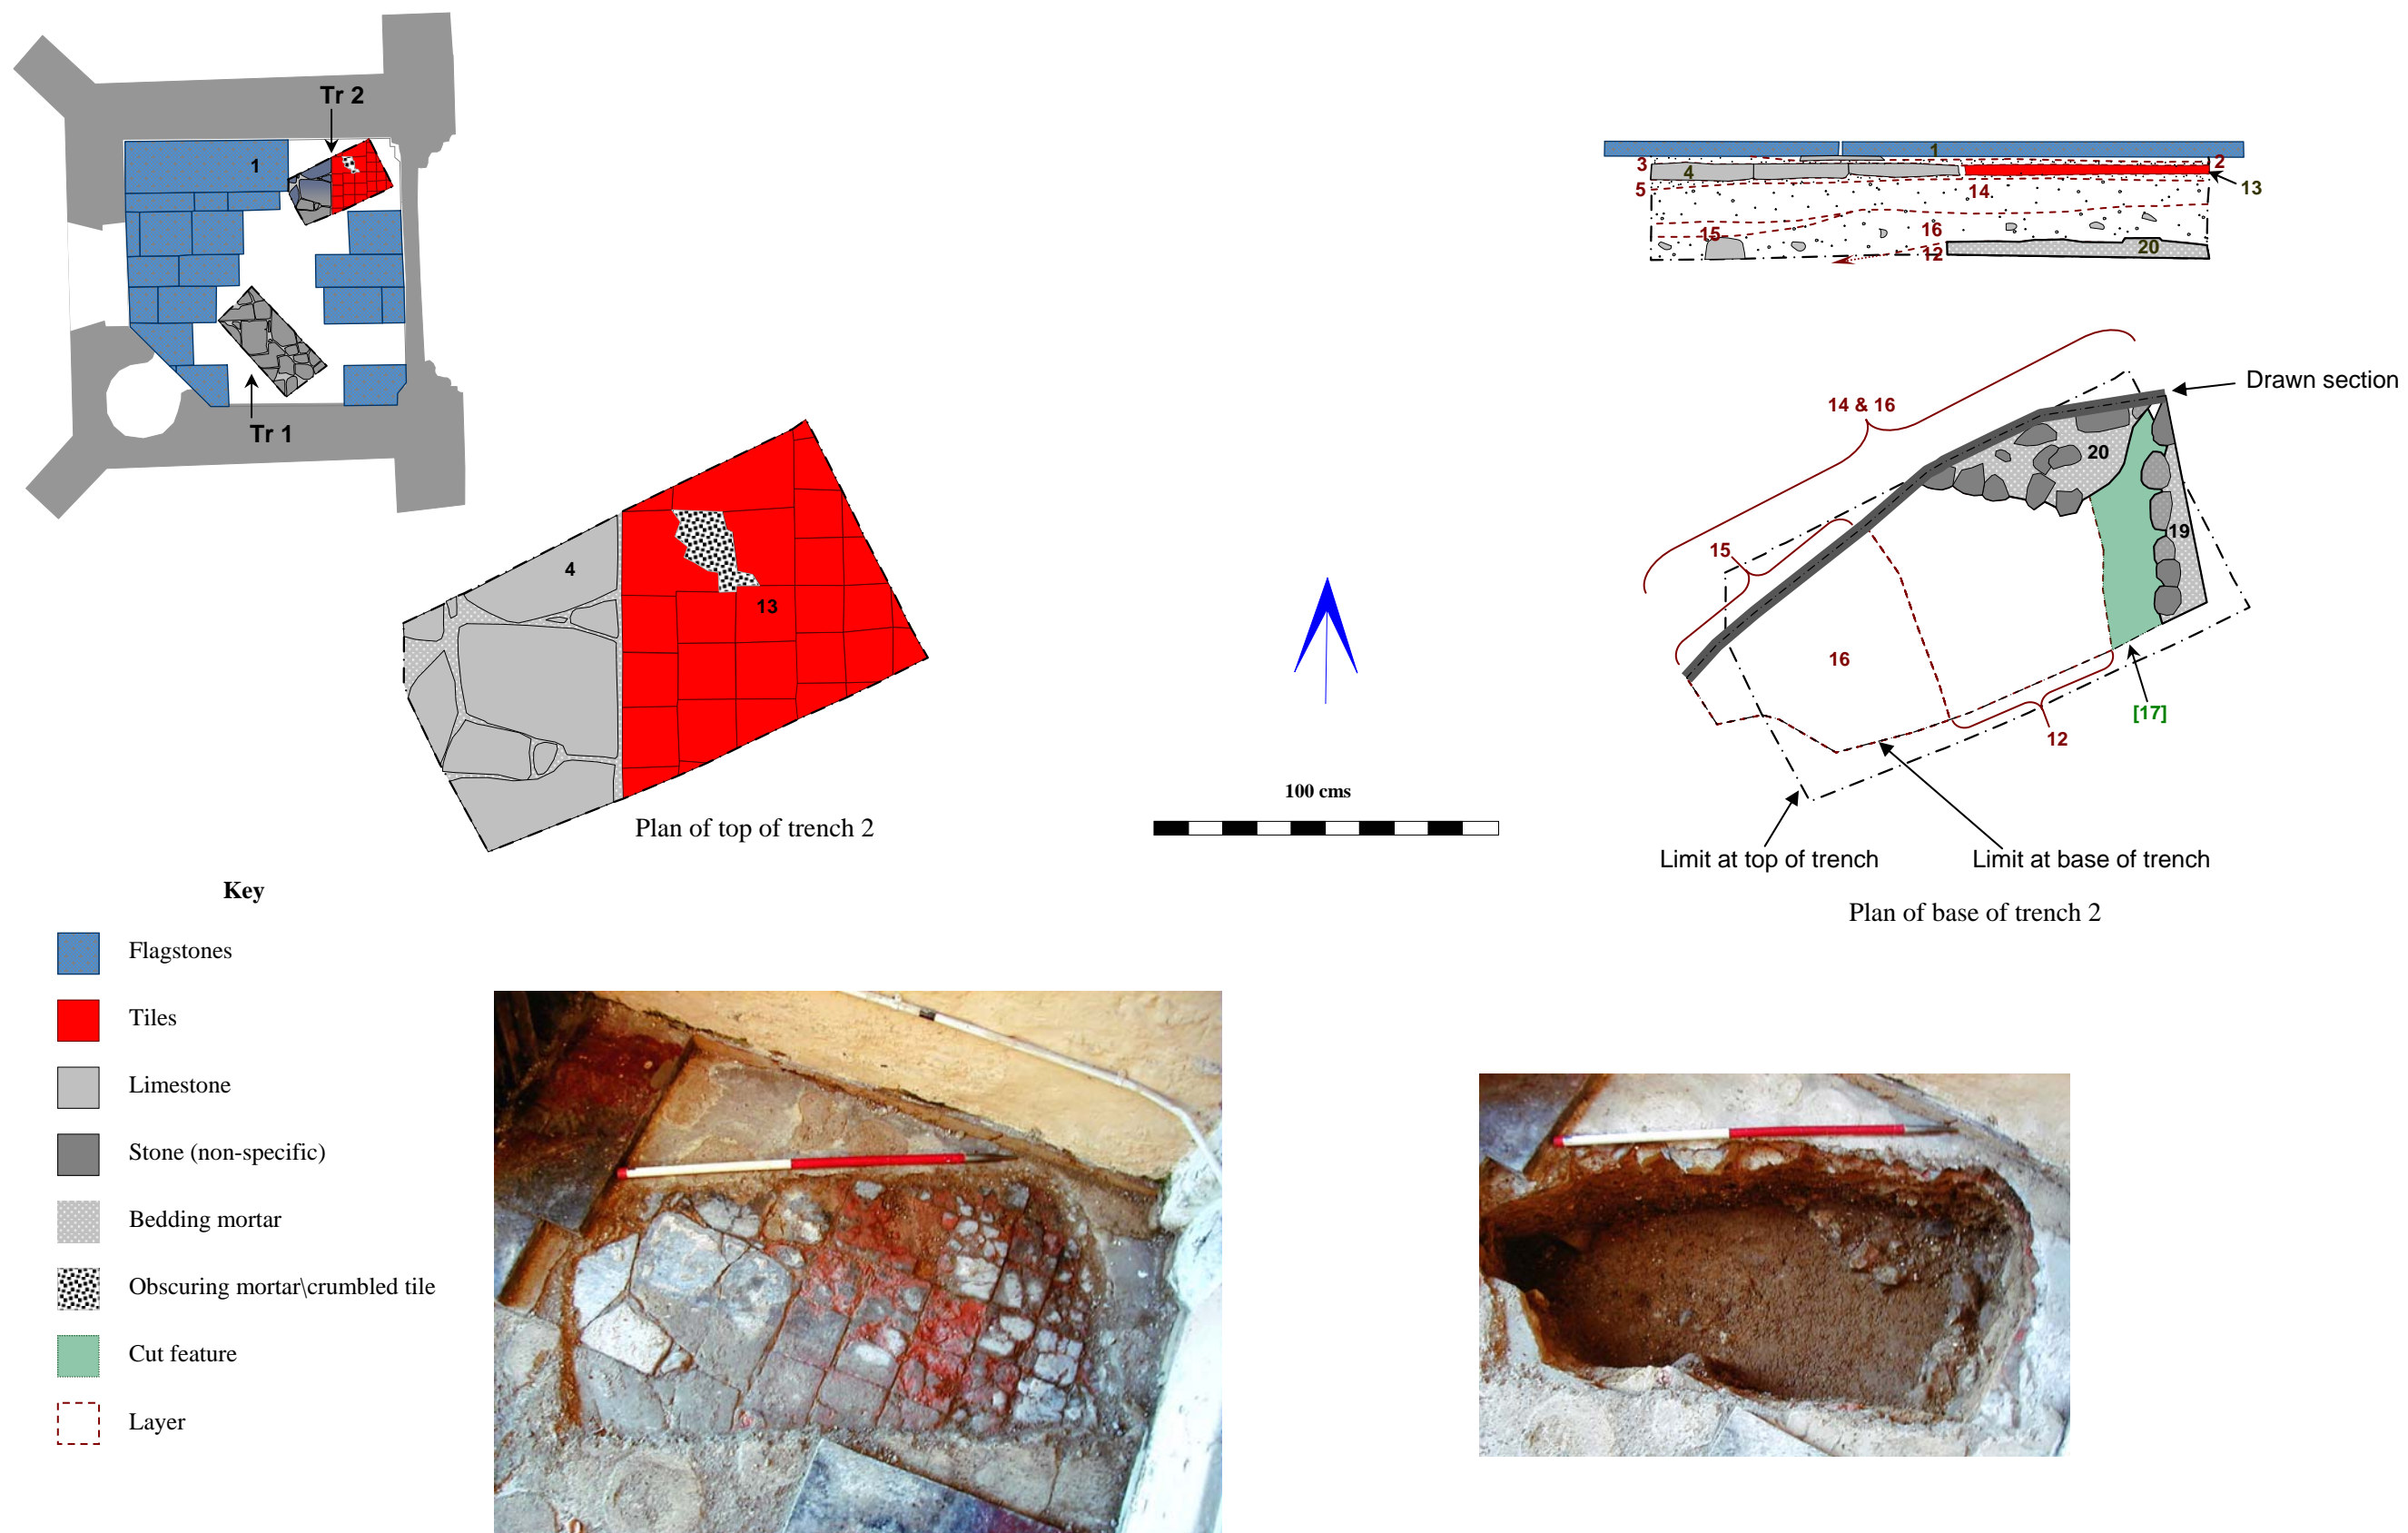 Tr 2
1
Tr 1
1
3
2
4
5
14
13
15
16
12
20
Drawn section
14 & 16
20
15
19
16
[17]
12
4
13
100 cms
Plan of top of trench 2
Limit at top of trench
Limit at base of trench
Plan of base of trench 2
Key
Flagstones
Tiles
Limestone
Stone (non-specific)
Bedding mortar
Obscuring mortar\crumbled tile
Cut feature
Layer